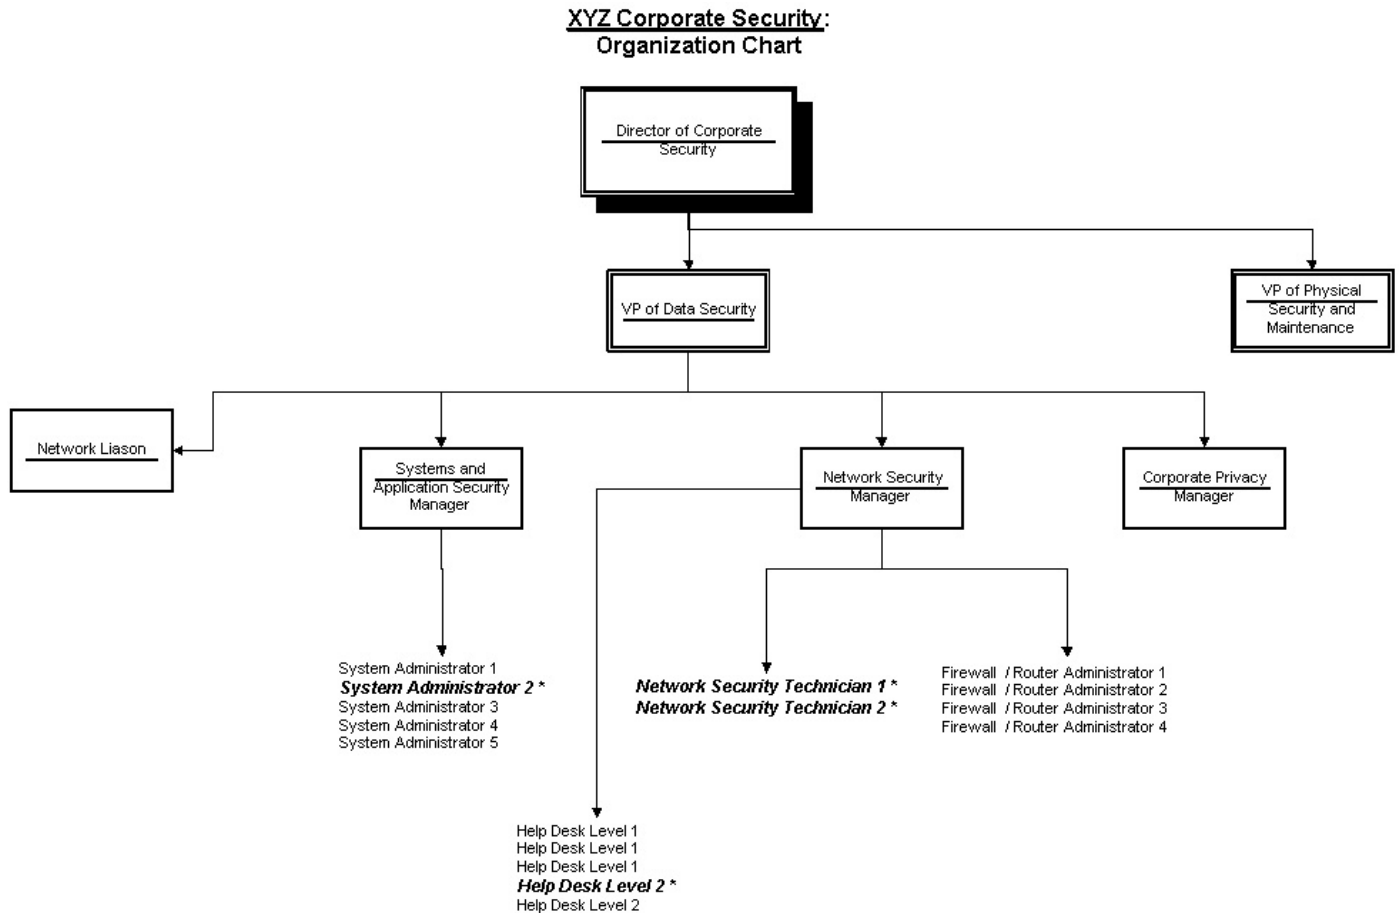 XYZ Corporate Security:
Organization Chart
Director of Corporate
Security
VP of Data Security
VP of Physical
Security and
Maintenance
Network Liason
Systems and
Application Security
Manager
Network Security
Manager
Corporate Privacy
Manager
System Administrator 1
System Administrator 2 *
System Administrator 3
System Administrator 4
System Administrator 5
Network Security Technician 1 *
Network Security Technician 2 *
Firewall / Router Administrator 1
Firewall / Router Administrator 2
Firewall / Router Administrator 3
Firewall / Router Administrator 4
Help Desk Level 1
Help Desk Level 1
Help Desk Level 1
Help Desk Level 2 *
Help Desk Level 2